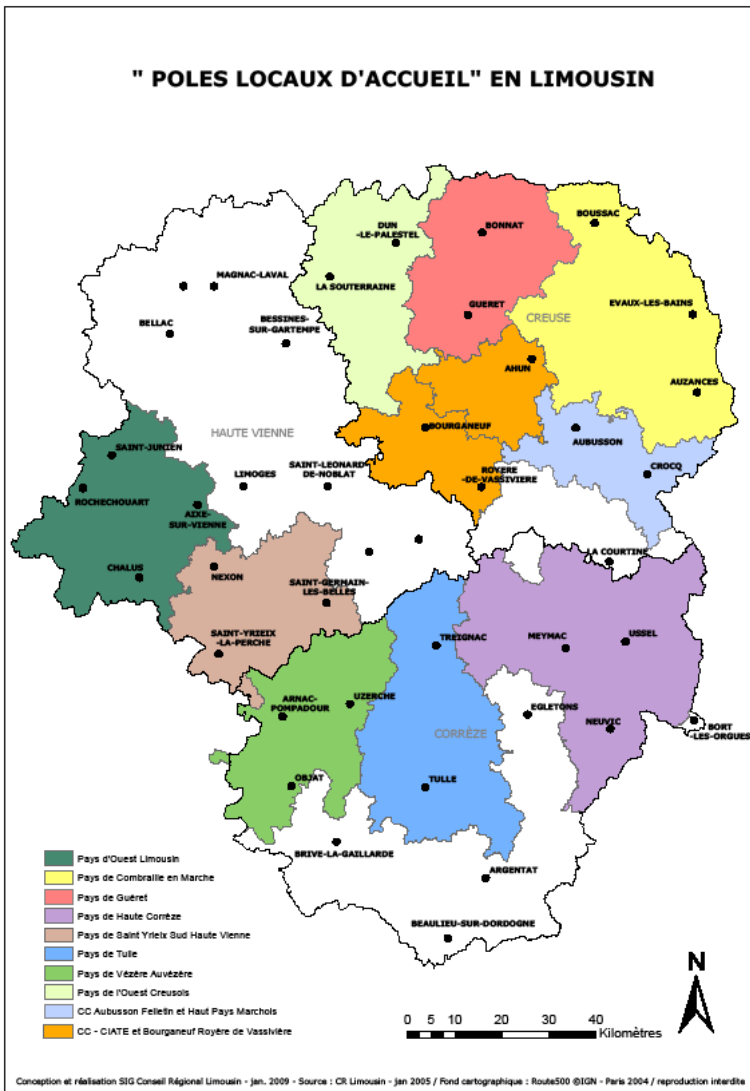 " POLES LOCAUX D'ACCUEIL" EN LIMOUSIN
BOUSSAC
DUN
-LE-PALESTEL
BONNAT
MAGNAC-LAVAL
LA SOUTERRAINE
EVAUX-LES-BAINS
GUERET
CREUSE
BESSINES-
SUR-GARTEMPE
BELLAC
AHUN
AUZANCES
BOURGANEUF
HAUTE VIENNE
AUBUSSON
SAINT-JUNIEN
SAINT-LEONARD
-DE-NOBLAT
LIMOGES
ROYERE
-DE-VASSIVIERE
CROCQ
ROCHECHOUART
AIXE-
SUR-VIENNE
LA COURTINE
CHALUS
NEXON
SAINT-GERMAIN-
LES-BELLES
SAINT-YRIEIX
-LA-PERCHE
TREIGNAC
MEYMAC
USSEL
ARNAC-
POMPADOUR
UZERCHE
EGLETONS
NEUVIC
BORT
-LES-ORGUES
CORRÈZE
OBJAT
TULLE
BRIVE-LA-GAILLARDE
ARGENTAT
BEAULIEU-SUR-DORDOGNE
Pays d'Ouest Limousin
Pays de Combraille en Marche
Pays de Guéret
Pays de Haute Corrèze
Pays de Saint Yrieix Sud Haute Vienne
Pays de Tulle
Pays de Vézère Auvézère
Pays de l'Ouest Creusois
CC Aubusson Felletin et Haut Pays Marchois
CC - CIATE et Bourganeuf Royère de Vassivière
N
0 5 10 20 30 40
Kilomètres
Conception et réalisation SIG Conseil Régional Limousin - jan. 2009 - Source : CR Limousin - jan 2005 / Fond cartographique : Route500 ©IGN - Paris 2004 / reproduction interdite